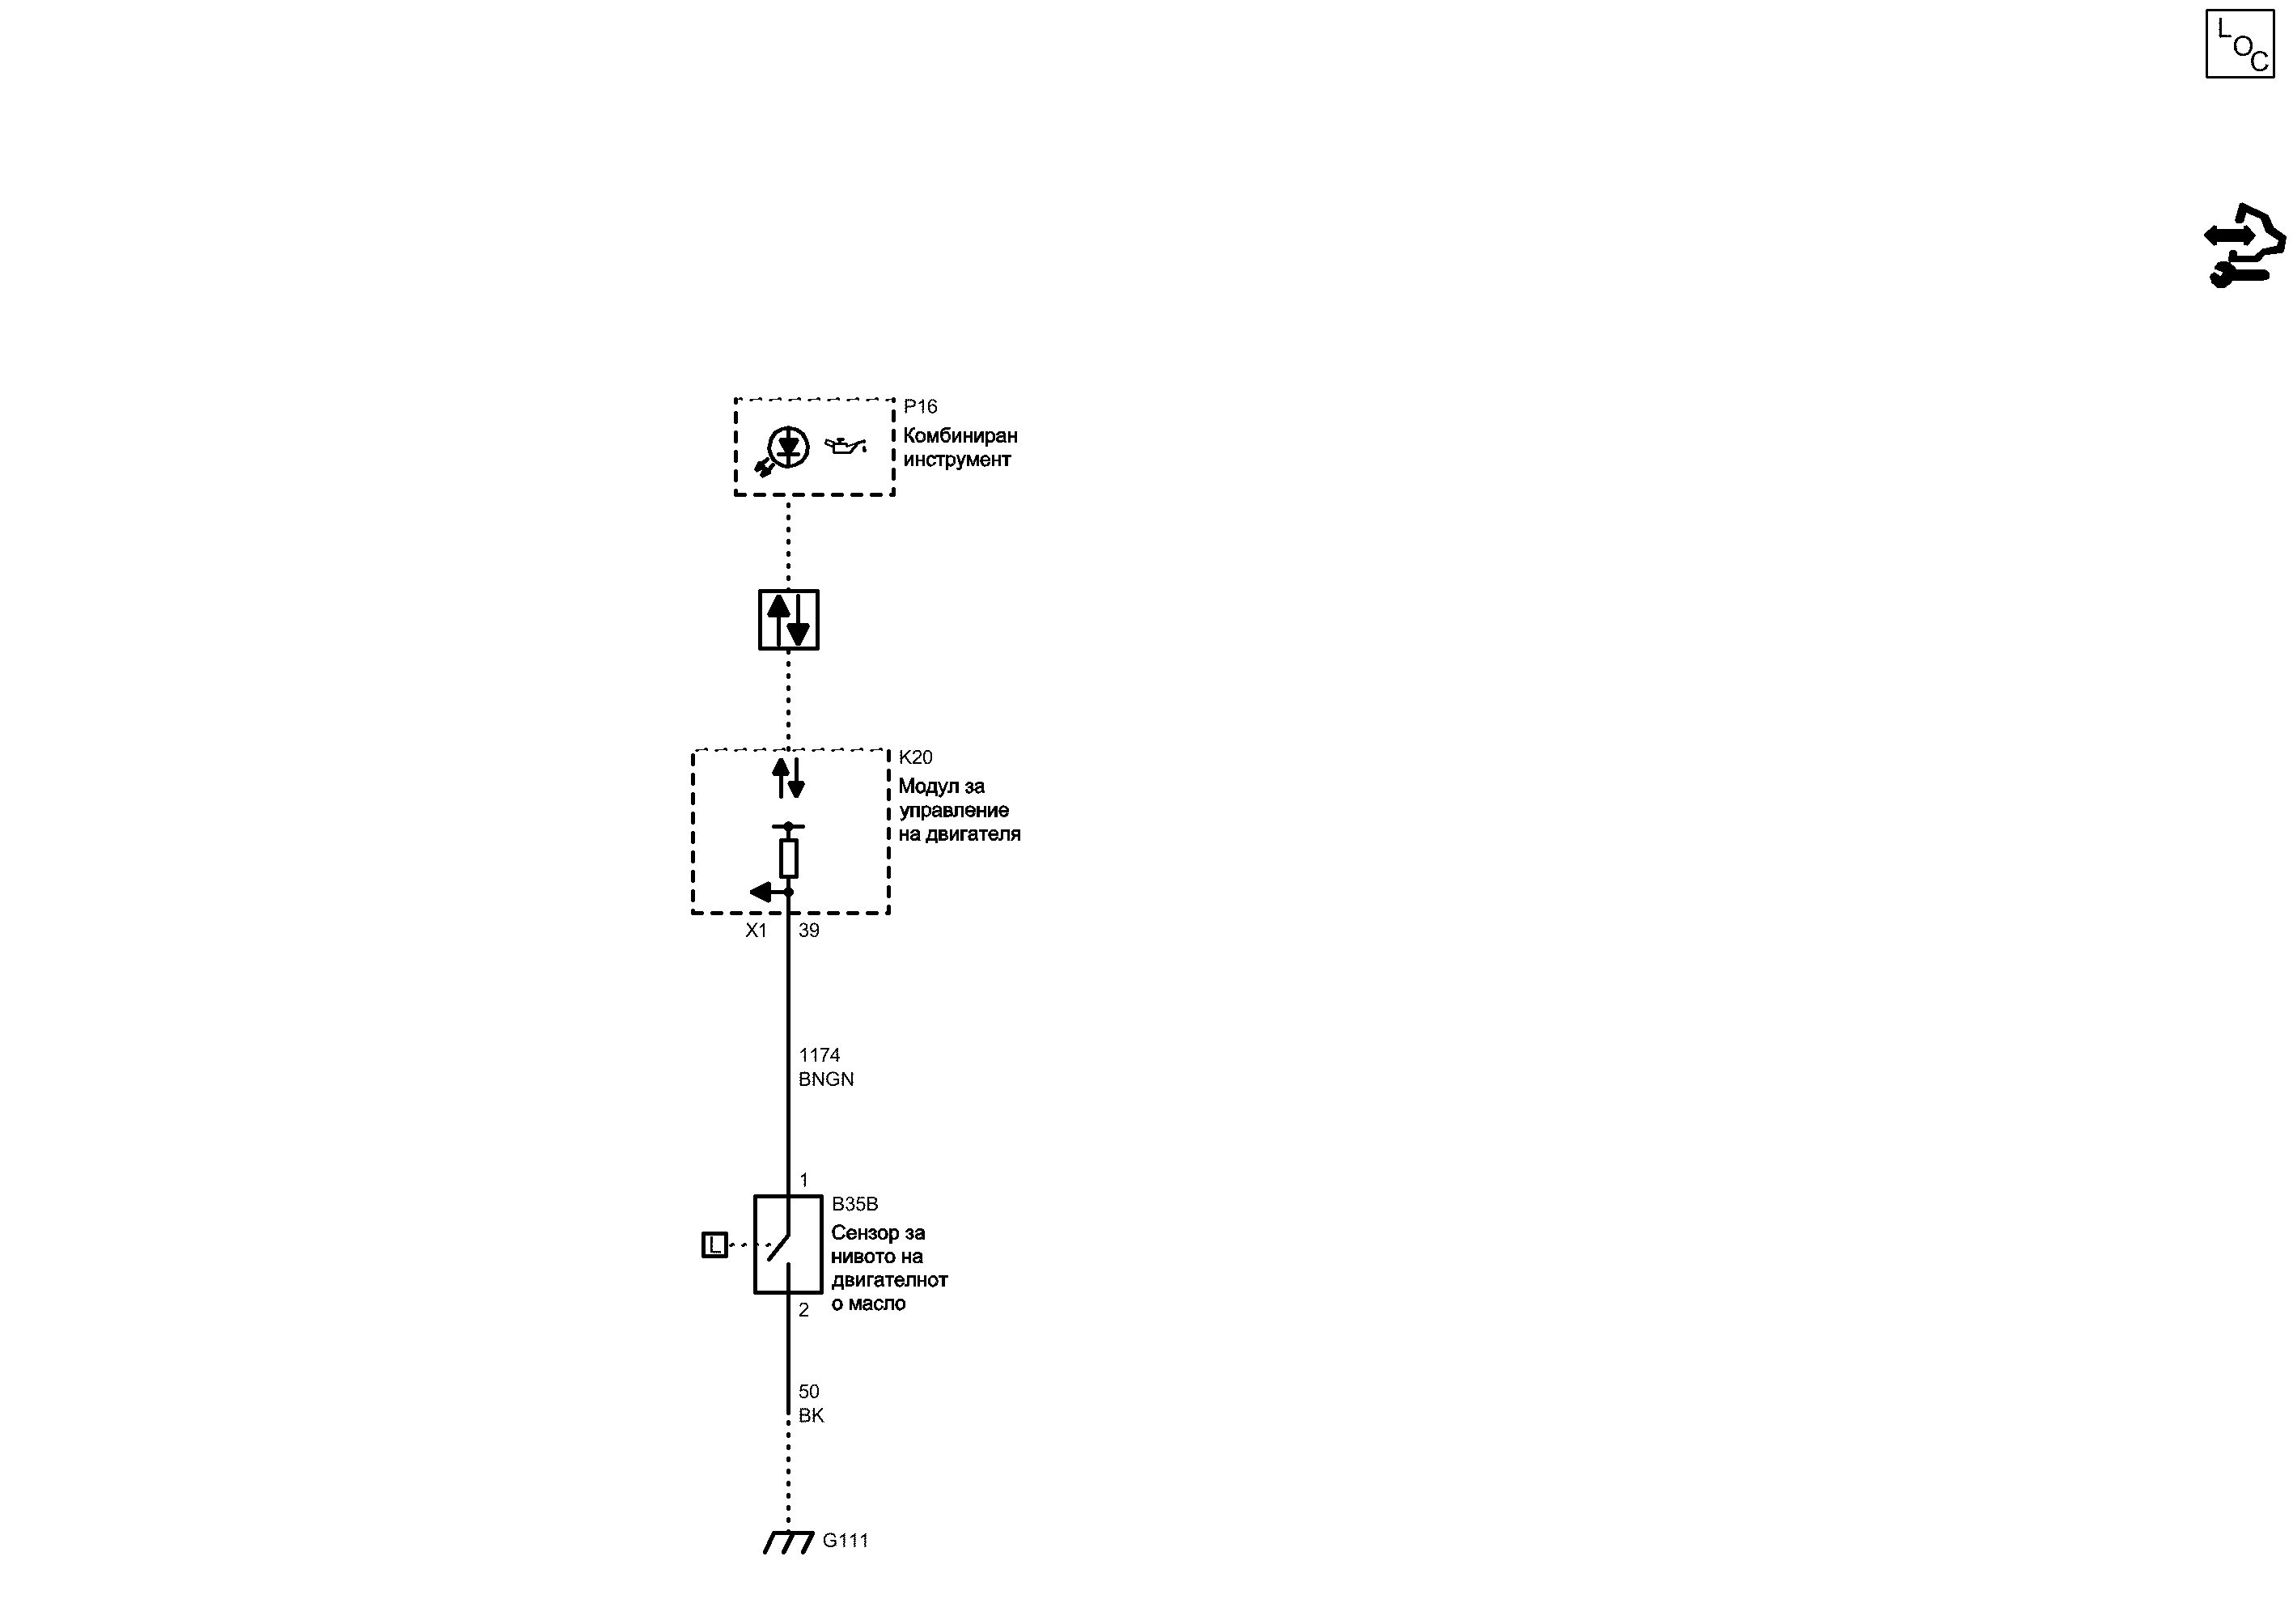 LOC
P16
Комбиниран
инструмент
K20
Модул за
управление
на двигателя
X1 39
1174
BNGN
1
B35B
Сензор за
нивото на
двигателнот
о масло
L
2
50
BK
G111